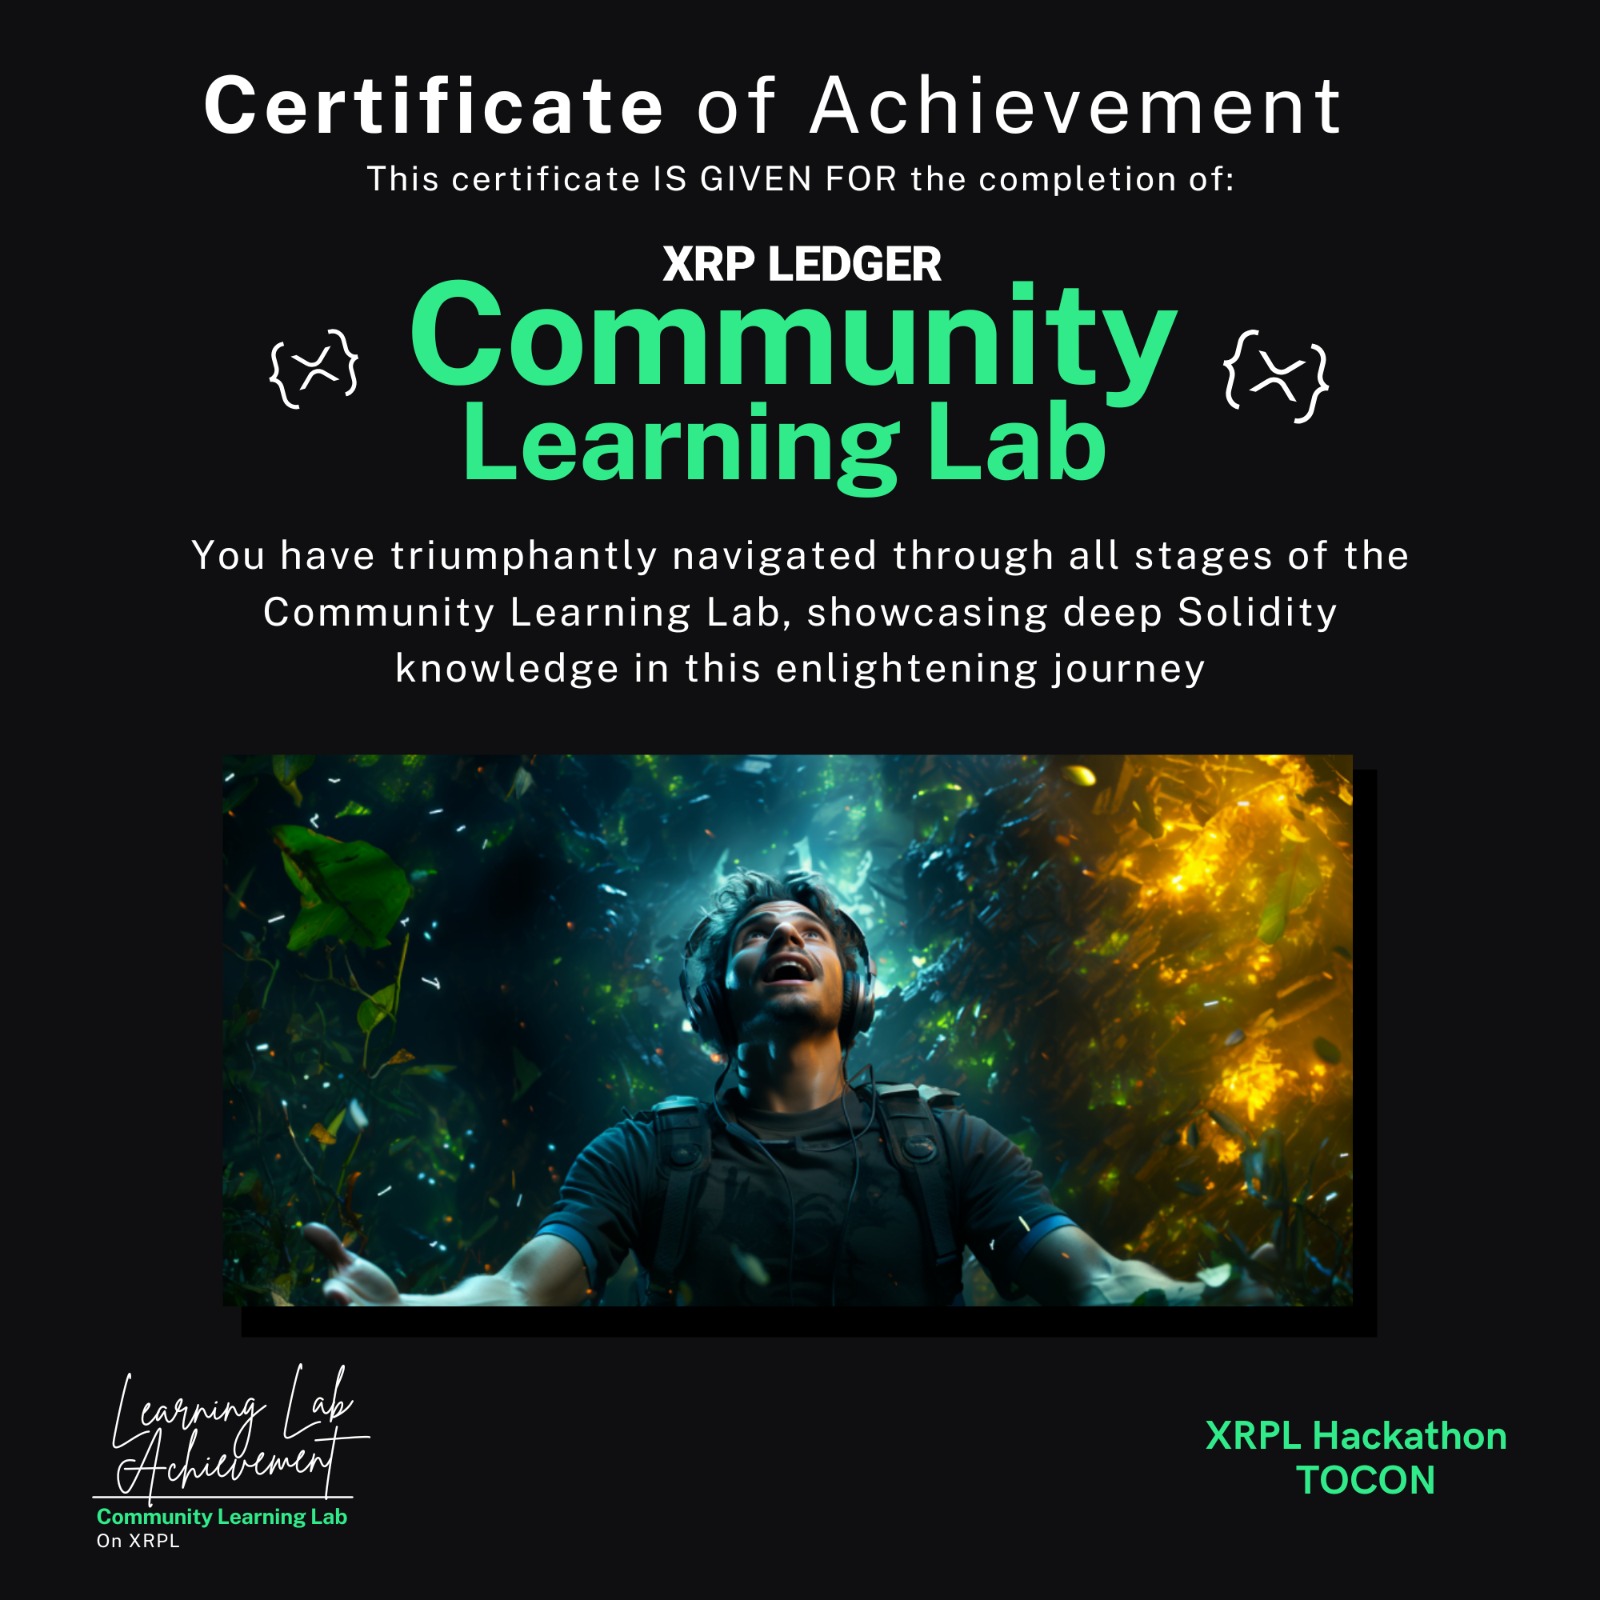 Certificate of Achievement
This certificate IS GIVEN FOR the completion of:
XRP LEDGER
Community
Learning Lab
You have triumphantly navigated through all stages of the
Community Learning Lab, showcasing deep Solidity
knowledge in this enlightening journey
Learning Lab
Achievement
Community Learning Lab
On XRPL
XRPL Hackathon
TOCON